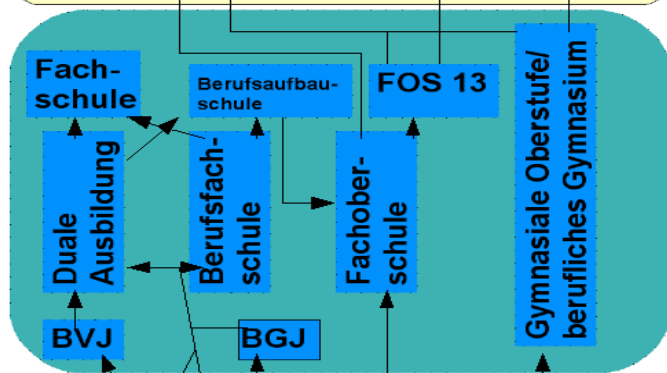 Fach-
schule
Berufsaufbau-
schule
FOS 13
Duale
Ausbildung
Berufsfach-
schule
Fachober-
schule
Gymnasiale Oberstufe/
berufliches Gymnasium
BVJ
BGJ